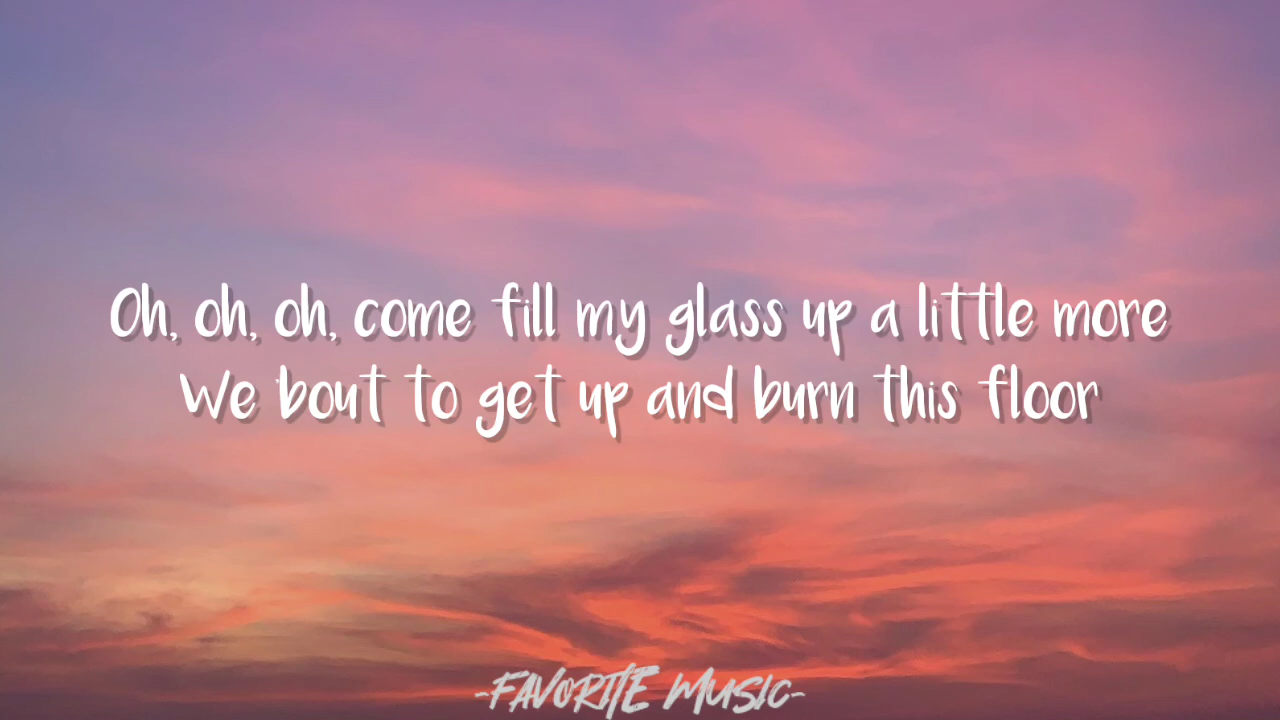 Oh, oh, oh, come fill my glass up a little more
We 'bout to get up and burn this floor
-FAVORITE MUSIC-